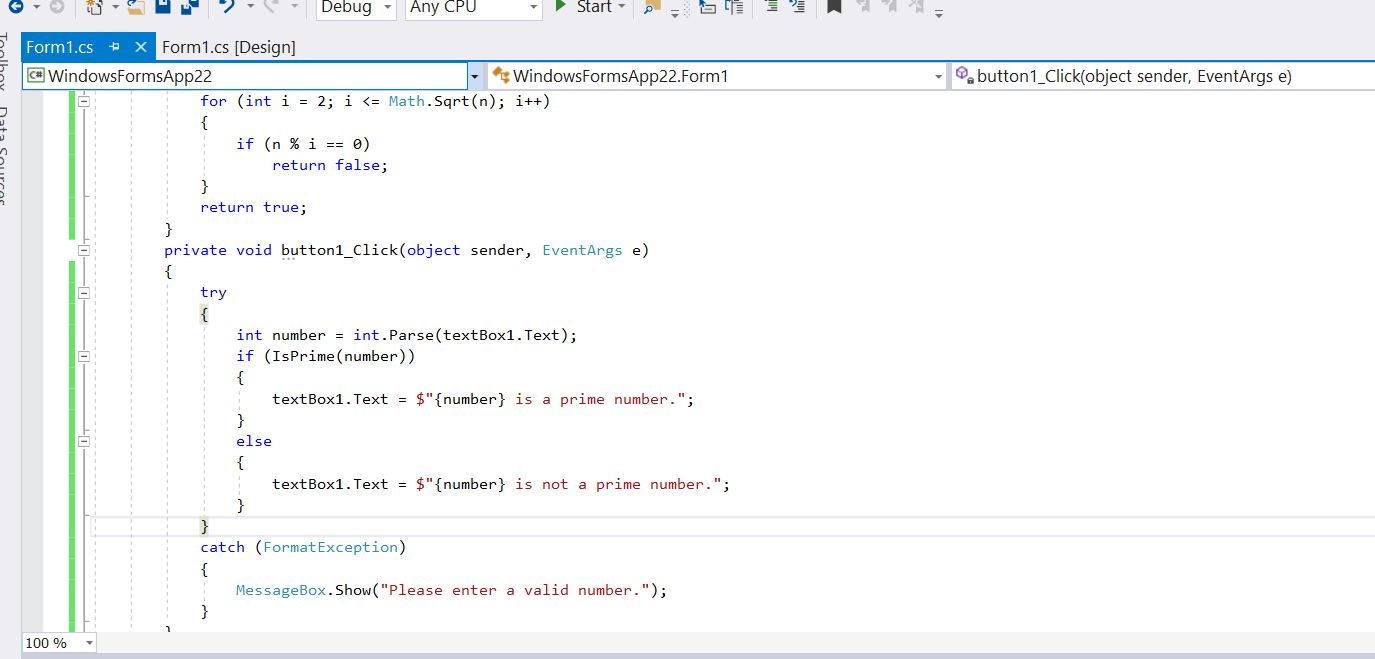 Debug Any CPU Start
Form1.cs Form1.cs [Design]
C# WindowsFormsApp22 WindowsFormsApp22.Form1 button1_Click(object sender, EventArgs e)
Toolbox
Data Sources
for (int i = 2; i <= Math.Sqrt(n); i++)
{
if (n % i == 0)
return false;
}
return true;
}
private void button1_Click(object sender, EventArgs e)
{
try
{
int number = int.Parse(textBox1.Text);
if (IsPrime(number))
{
textBox1.Text = $"{number} is a prime number.";
}
else
{
textBox1.Text = $"{number} is not a prime number.";
}
}
catch (FormatException)
{
MessageBox.Show("Please enter a valid number.");
}
}
100 %